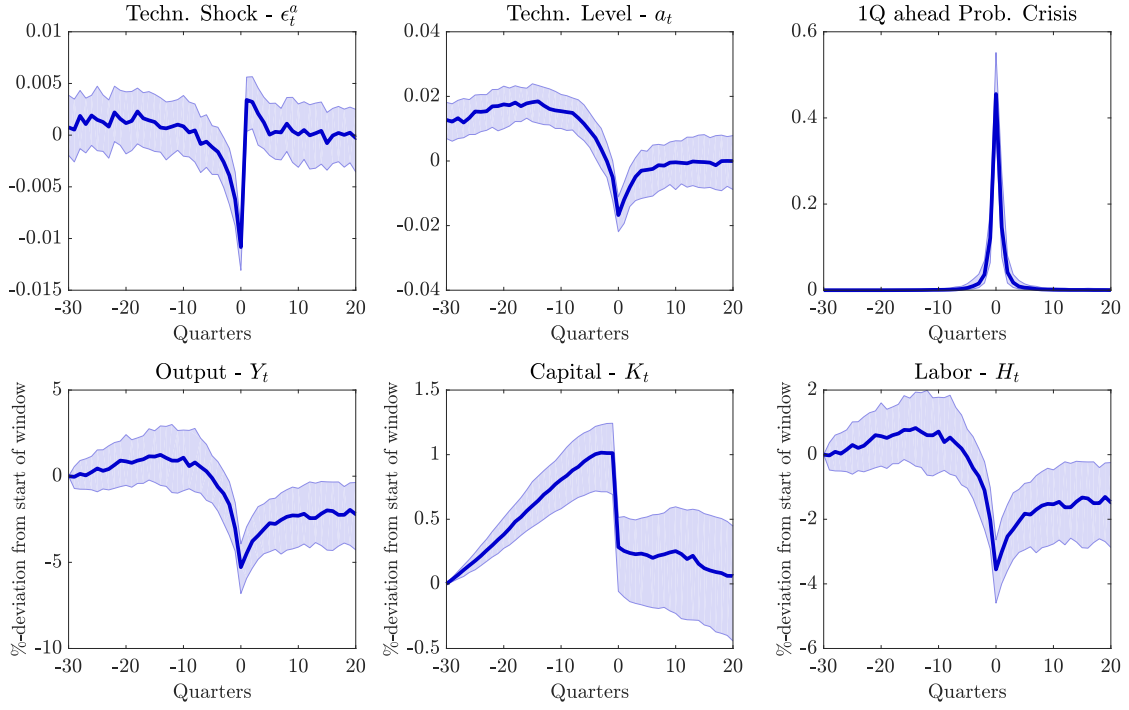 Techn. Shock - ϵᵃₜ
0.01
0.005
0
-0.005
-0.01
-0.015
-30 -20 -10 0 10 20
Quarters
Techn. Level - aₜ
0.04
0.02
0
-0.02
-0.04
-30 -20 -10 0 10 20
Quarters
1Q ahead Prob. Crisis
0.6
0.4
0.2
0
-30 -20 -10 0 10 20
Quarters
Output - Yₜ
%-deviation from start of window
5
0
-5
-10
-30 -20 -10 0 10 20
Quarters
Capital - Kₜ
%-deviation from start of window
1.5
1
0.5
0
-0.5
-30 -20 -10 0 10 20
Quarters
Labor - Hₜ
%-deviation from start of window
2
0
-2
-4
-6
-30 -20 -10 0 10 20
Quarters